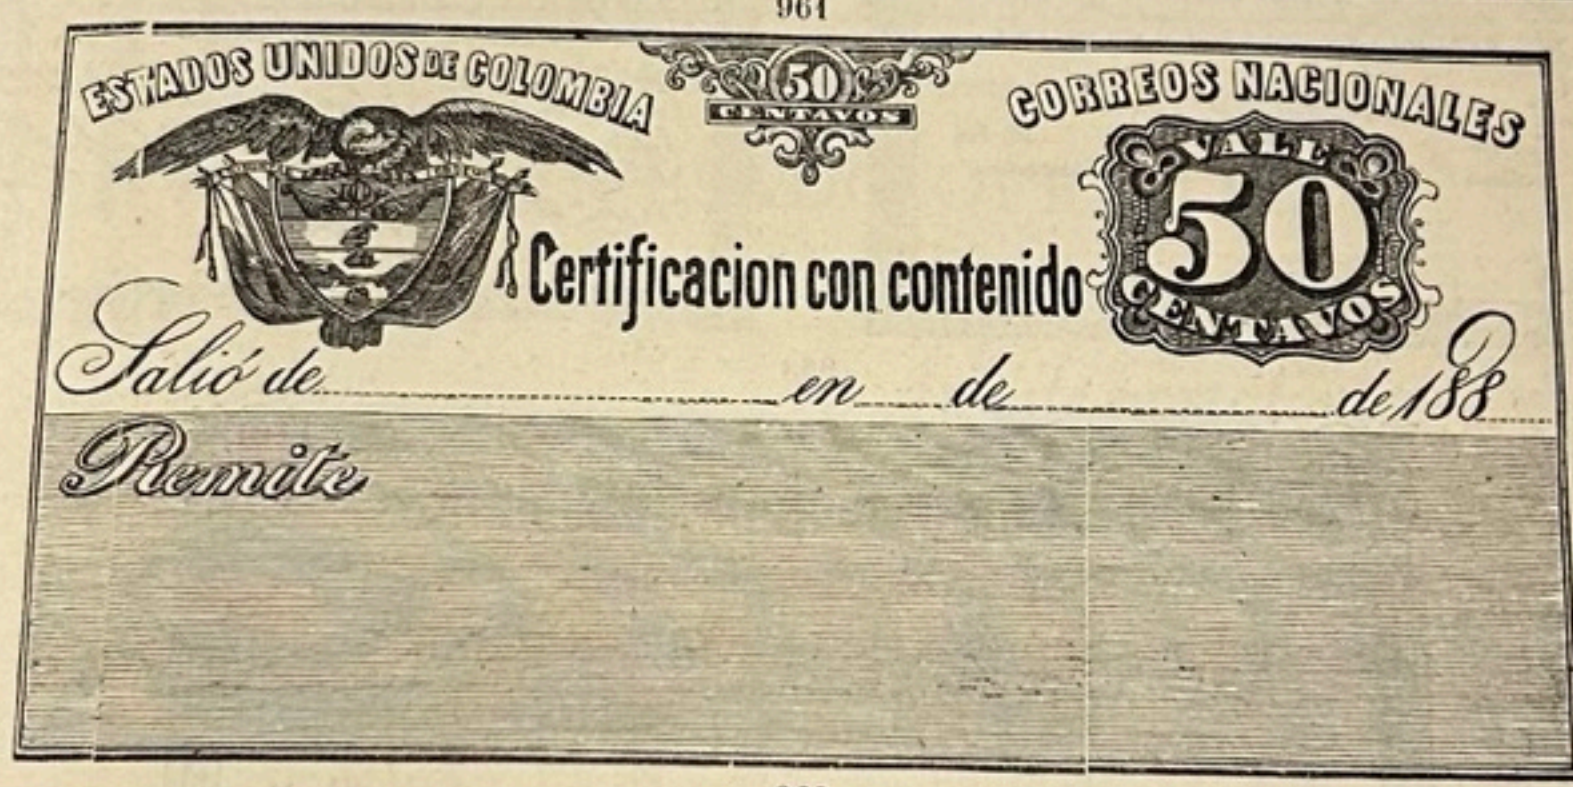 961
ESTADOS UNIDOS DE COLOMBIA
50
CENTAVOS
CORREOS NACIONALES
VALE
50
CENTAVOS
Certificacion con contenido
Salió de en de de 188
Remite